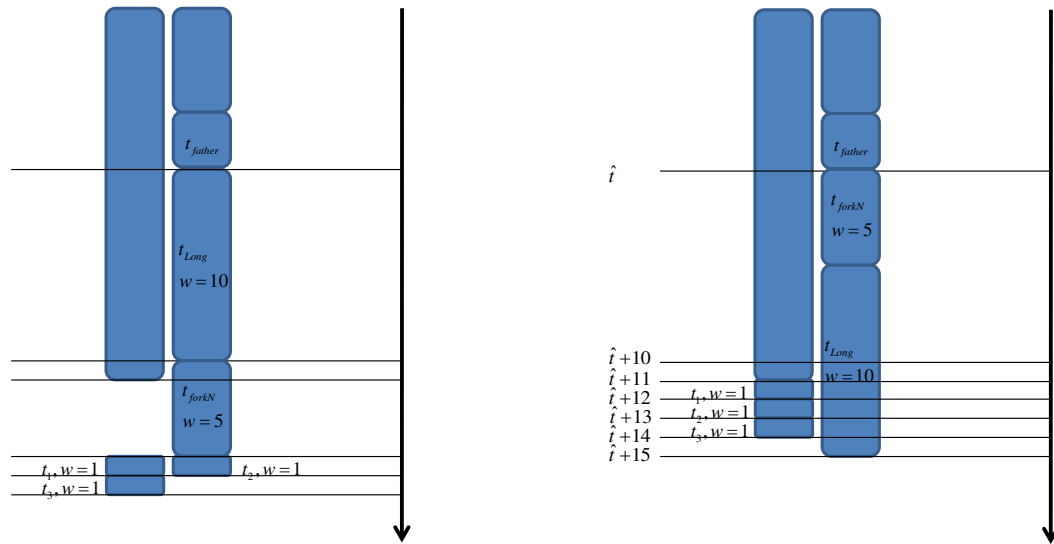 t_father
t_Long
w = 10
t_forkN
w = 5
t_1, w = 1
t_2, w = 1
t_3, w = 1
t_father
t̂
t_forkN
w = 5
t_Long
t̂ +10
w = 10
t̂ +11
t_1, w = 1
t̂ +12
t_2, w = 1
t̂ +13
t_3, w = 1
t̂ +14
t̂ +15